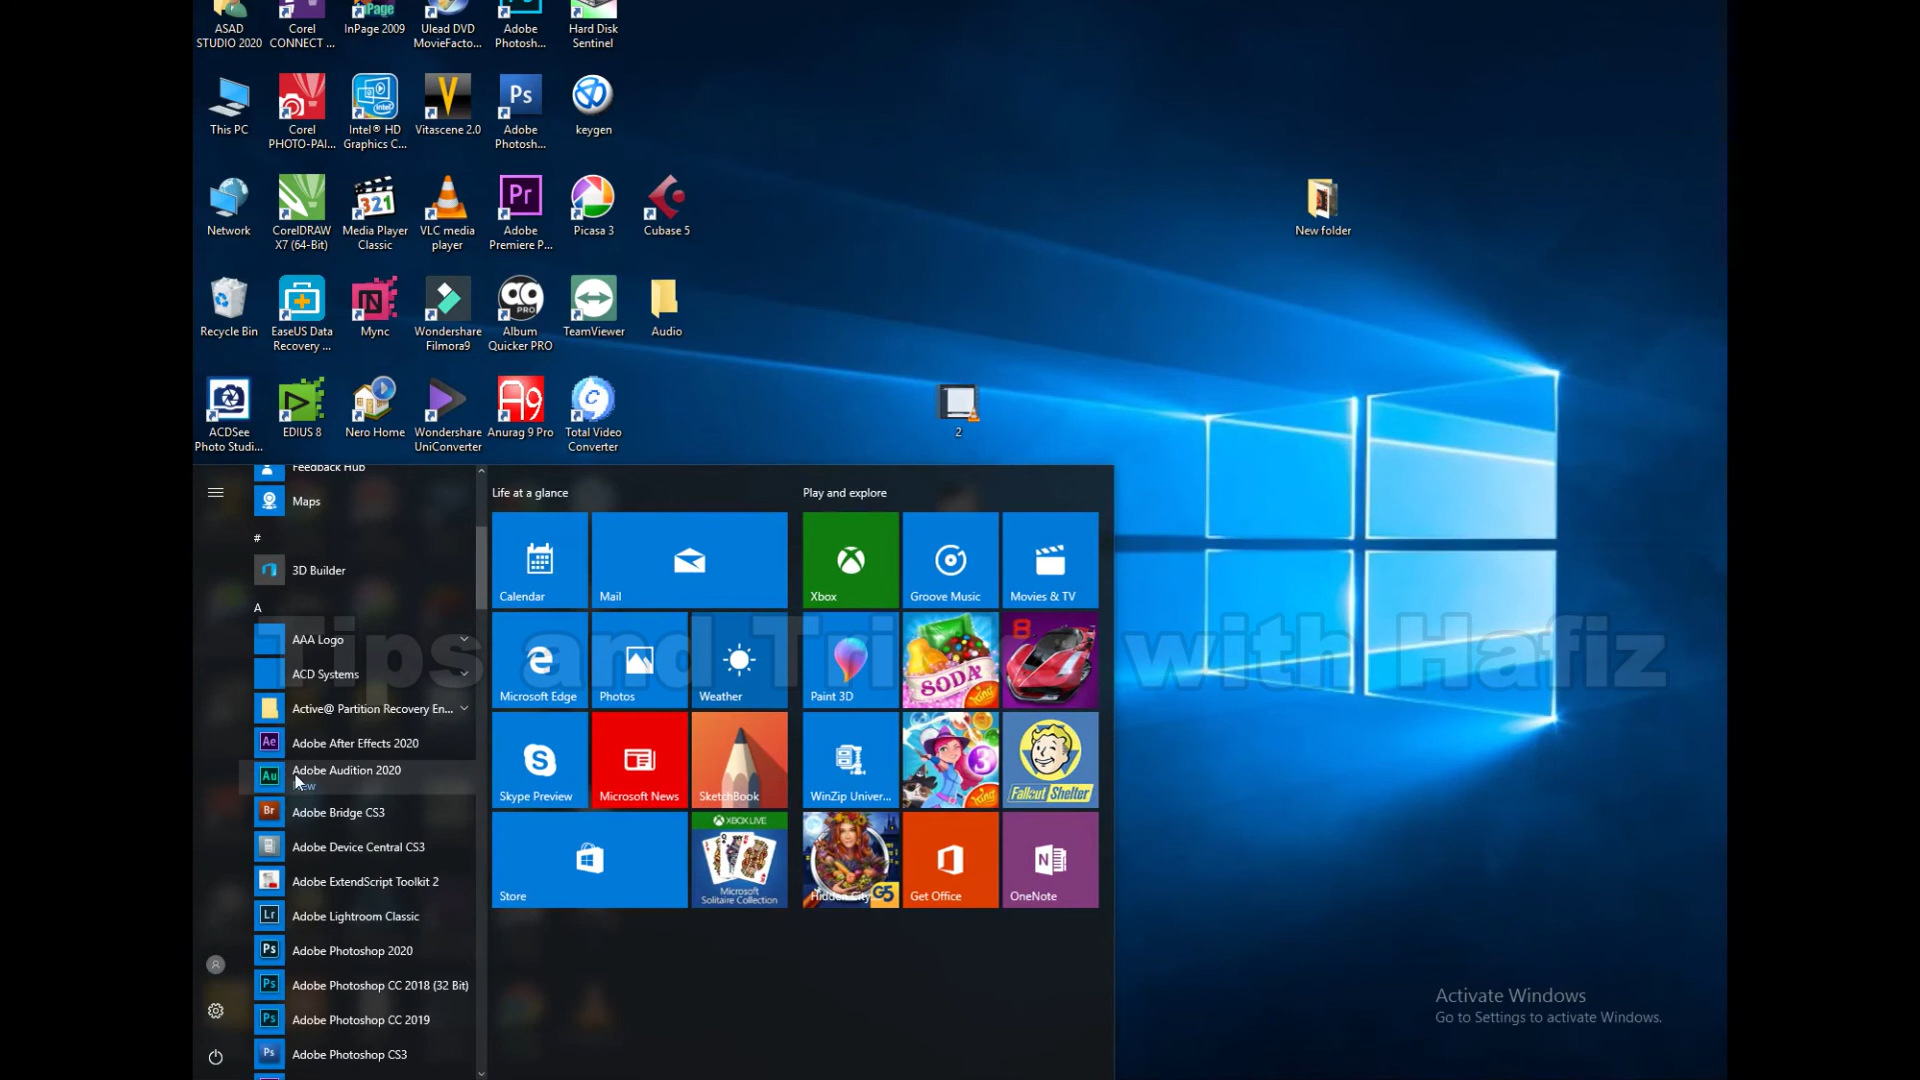 ASAD
STUDIO 2020
Corel
CONNECT ...
InPage 2009
Ulead DVD
MovieFacto...
Adobe
Photosh...
Hard Disk
Sentinel
This PC
Corel
PHOTO-PAI...
Intel® HD
Graphics C...
Vitascene 2.0
Adobe
Photosh...
keygen
Network
CorelDRAW
X7 (64-Bit)
Media Player
Classic
VLC media
player
Adobe
Premiere P...
Picasa 3
Cubase 5
New folder
Recycle Bin
EaseUS Data
Recovery ...
Mync
Wondershare
Filmora9
Album
Quicker PRO
TeamViewer
Audio
ACDSee
Photo Studi...
EDIUS 8
Nero Home
Wondershare
UniConverter
Anurag 9 Pro
Total Video
Converter
2
Feedback Hub
Maps
#
3D Builder
A
AAA Logo
ACD Systems
Active@ Partition Recovery En...
Adobe After Effects 2020
Adobe Audition 2020
New
Adobe Bridge CS3
Adobe Device Central CS3
Adobe ExtendScript Toolkit 2
Adobe Lightroom Classic
Adobe Photoshop 2020
Adobe Photoshop CC 2018 (32 Bit)
Adobe Photoshop CC 2019
Adobe Photoshop CS3
Life at a glance
Calendar
Mail
Microsoft Edge
Photos
Weather
Skype Preview
Microsoft News
SketchBook
Store
XBOX LIVE
Microsoft
Solitaire Collection
Play and explore
Xbox
Groove Music
Movies & TV
Paint 3D
SODA
WinZip Univer...
Fallout Shelter
Hidden City:...
G5
Get Office
OneNote
Tips and Tricks with Hafiz
Activate Windows
Go to Settings to activate Windows.